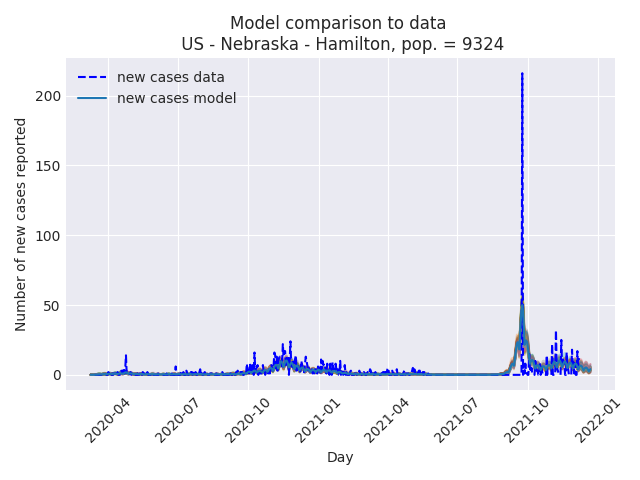 Model comparison to data
US - Nebraska - Hamilton, pop. = 9324
new cases data
new cases model
Number of new cases reported
200
150
100
50
0
2020-04
2020-07
2020-10
2021-01
2021-04
2021-07
2021-10
2022-01
Day